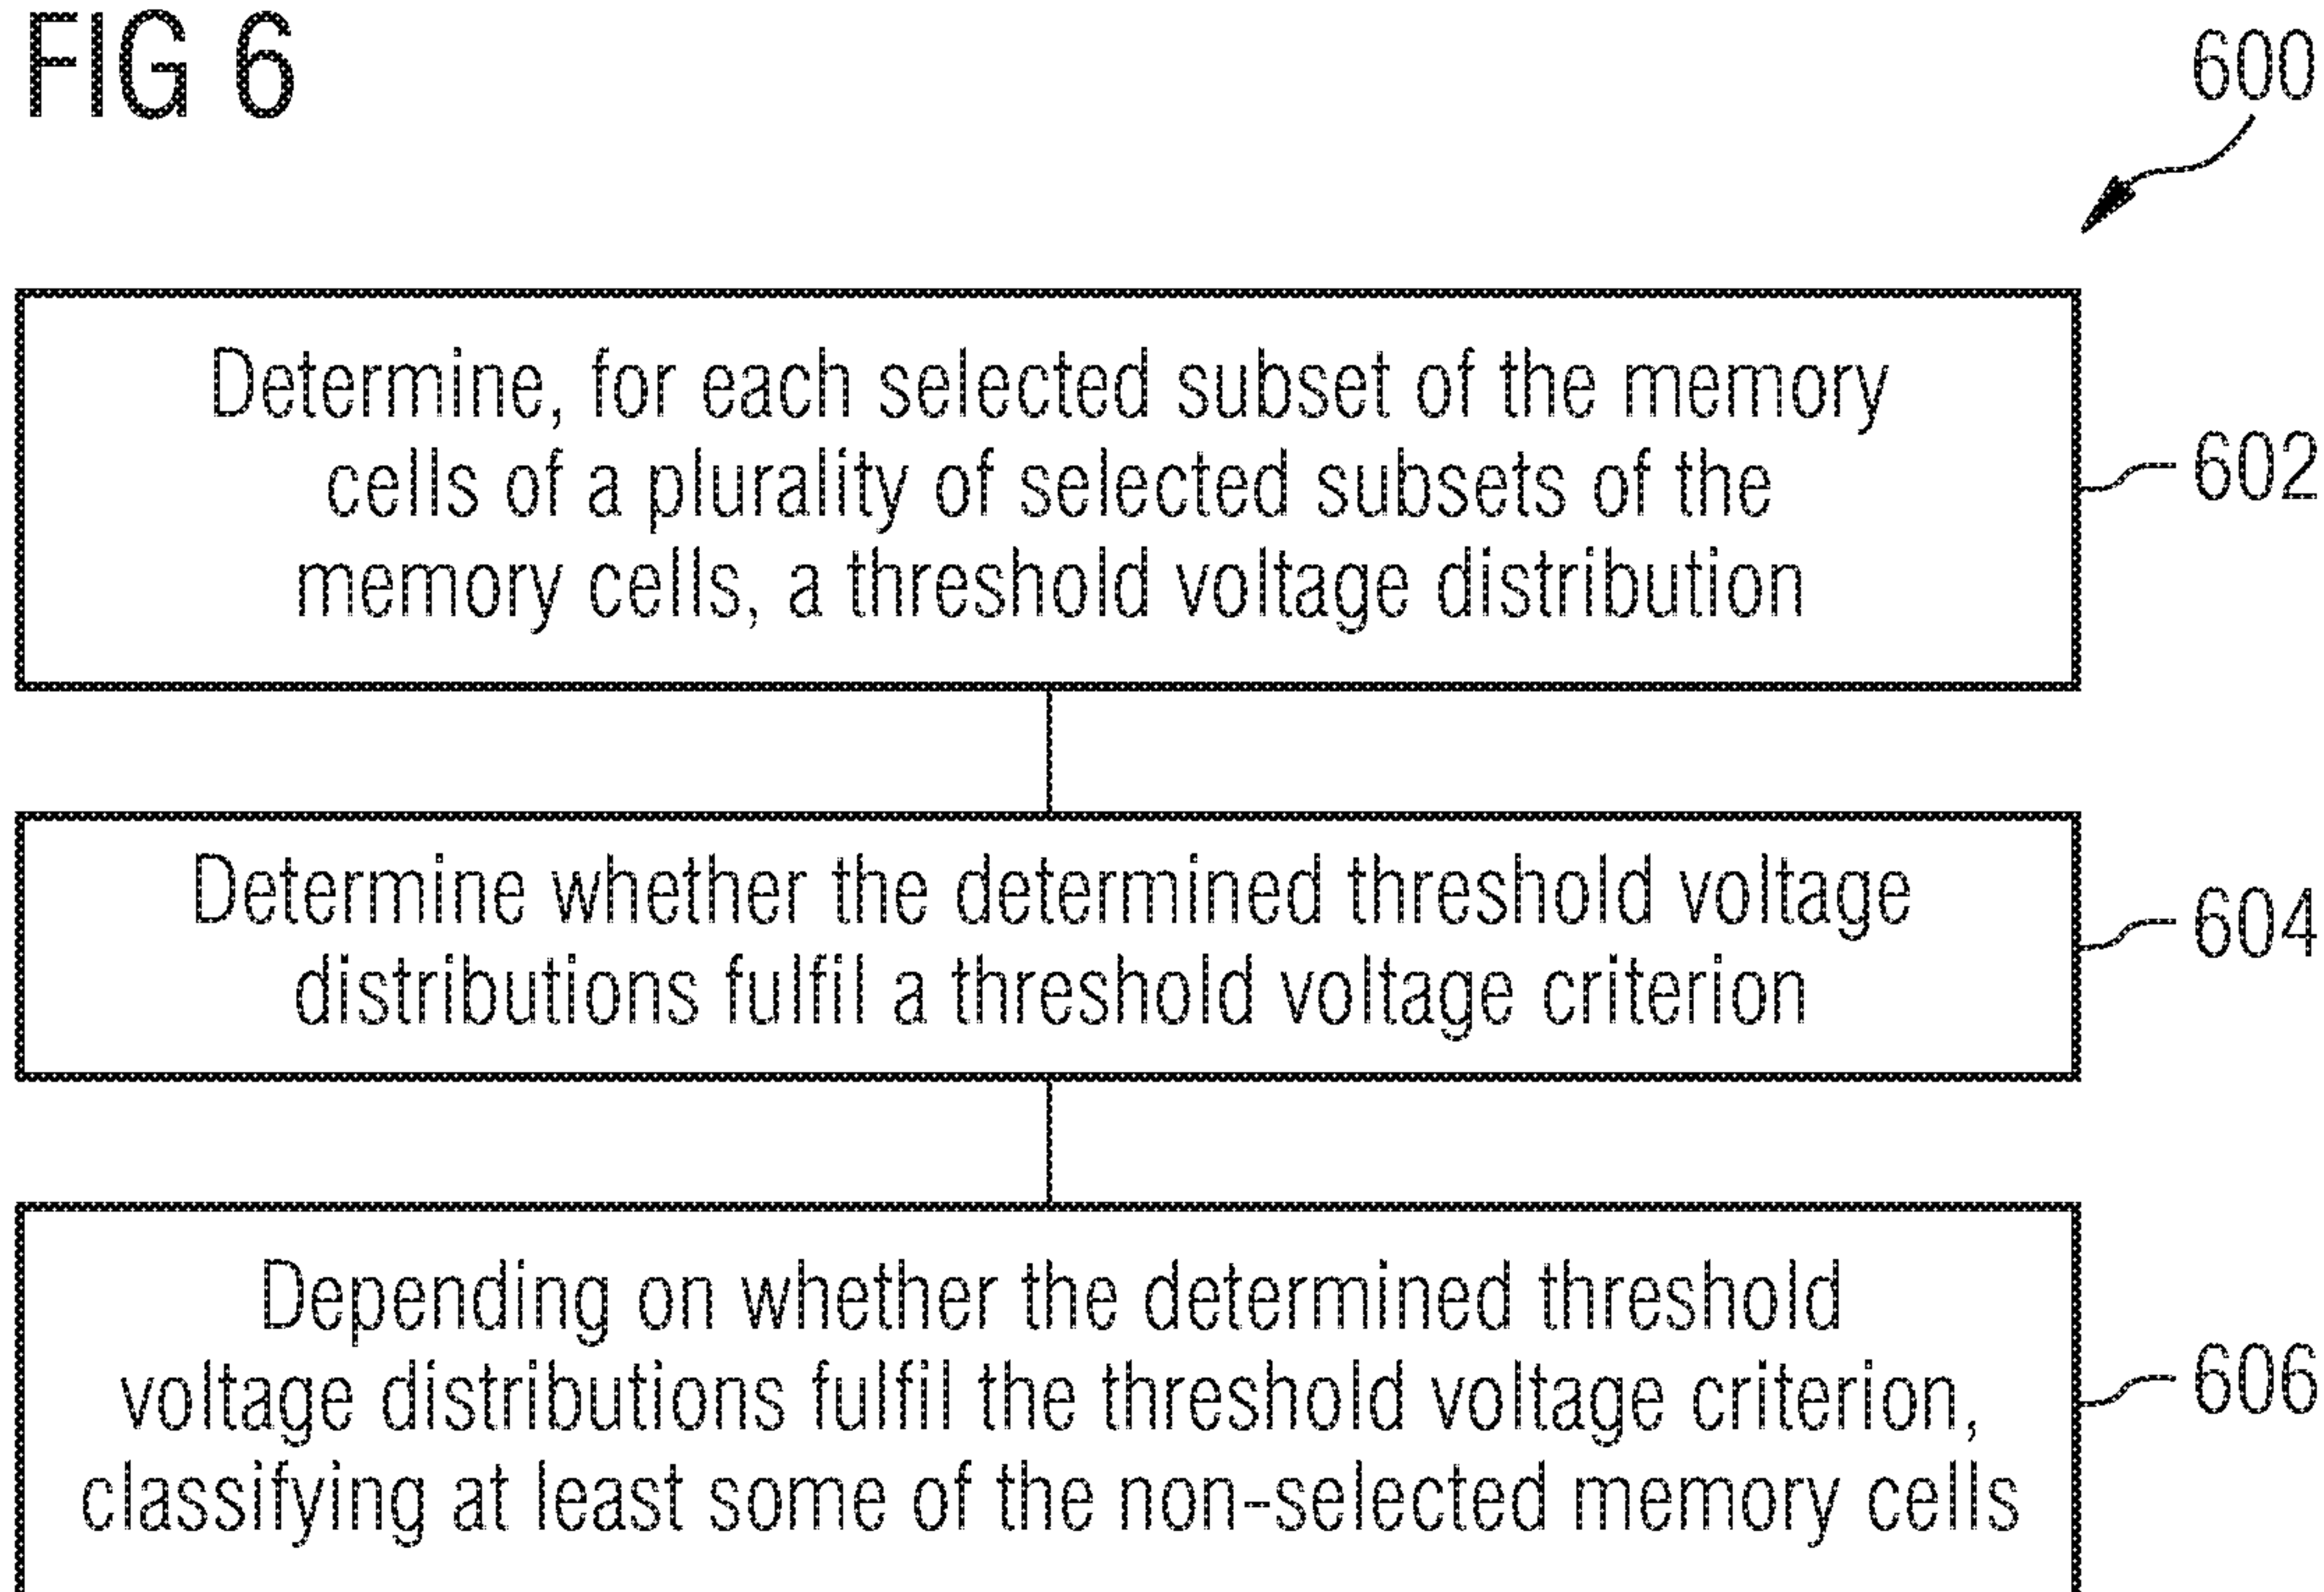 FIG 6
600
Determine, for each selected subset of the memory
cells of a plurality of selected subsets of the
memory cells, a threshold voltage distribution
602
Determine whether the determined threshold voltage
distributions fulfil a threshold voltage criterion
604
Depending on whether the determined threshold
voltage distributions fulfil the threshold voltage criterion,
classifying at least some of the non-selected memory cells
606